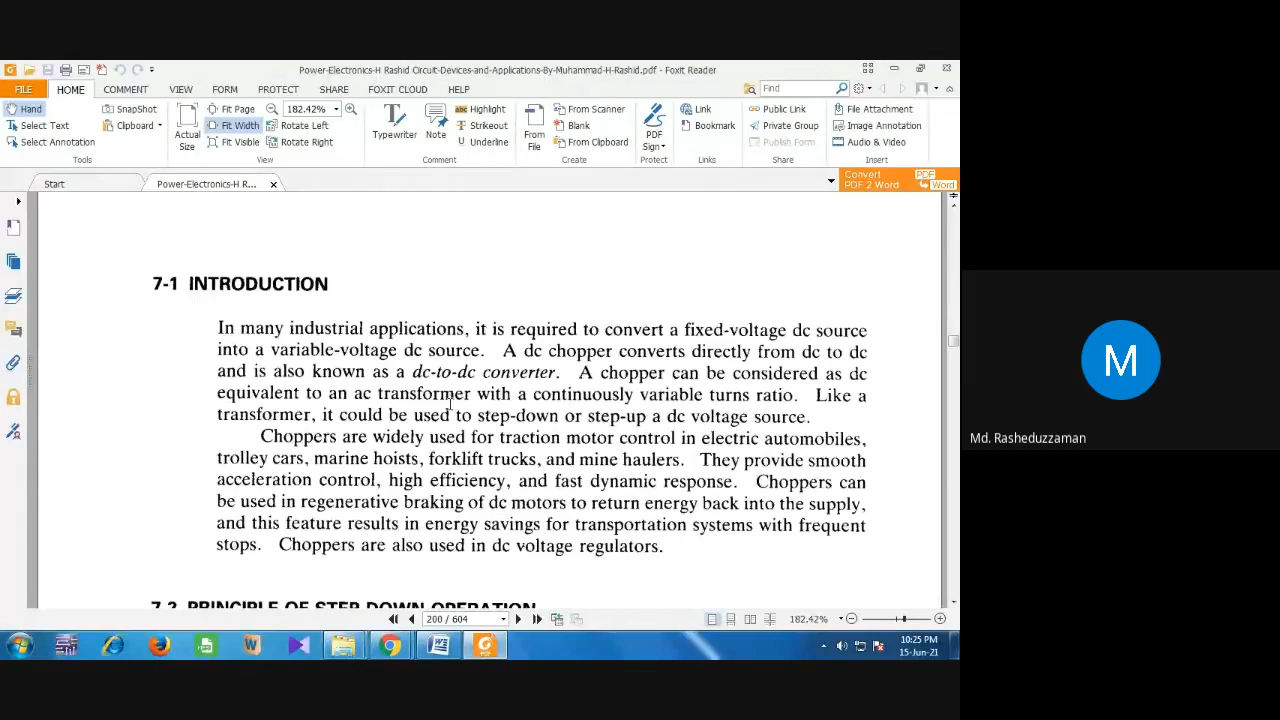 Power-Electronics-H Rashid Circuit-Devices-and-Applications-By-Muhammad-H-Rashid.pdf - Foxit Reader
FILE HOME COMMENT VIEW FORM PROTECT SHARE FOXIT CLOUD HELP Find
Hand SnapShot Fit Page 182.42% Highlight From Scanner Link Public Link File Attachment
Select Text Clipboard Actual Size Fit Width Rotate Left Typewriter Note Strikeout From File Blank PDF Sign Bookmark Private Group Image Annotation
Select Annotation Fit Visible Rotate Right Underline From Clipboard Publish Form Audio & Video
Tools View Comment Create Protect Links Share Insert
Start Power-Electronics-H R... Convert PDF 2 Word PDF Word
7-1 INTRODUCTION
In many industrial applications, it is required to convert a fixed-voltage dc source
into a variable-voltage dc source. A dc chopper converts directly from dc to dc
and is also known as a dc-to-dc converter. A chopper can be considered as dc
equivalent to an ac transformer with a continuously variable turns ratio. Like a
transformer, it could be used to step-down or step-up a dc voltage source.
Choppers are widely used for traction motor control in electric automobiles,
trolley cars, marine hoists, forklift trucks, and mine haulers. They provide smooth
acceleration control, high efficiency, and fast dynamic response. Choppers can
be used in regenerative braking of dc motors to return energy back into the supply,
and this feature results in energy savings for transportation systems with frequent
stops. Choppers are also used in dc voltage regulators.
7-2 PRINCIPLE OF STEP-DOWN OPERATION
200 / 604 182.42%
10:25 PM
15-Jun-21
M
Md. Rasheduzzaman